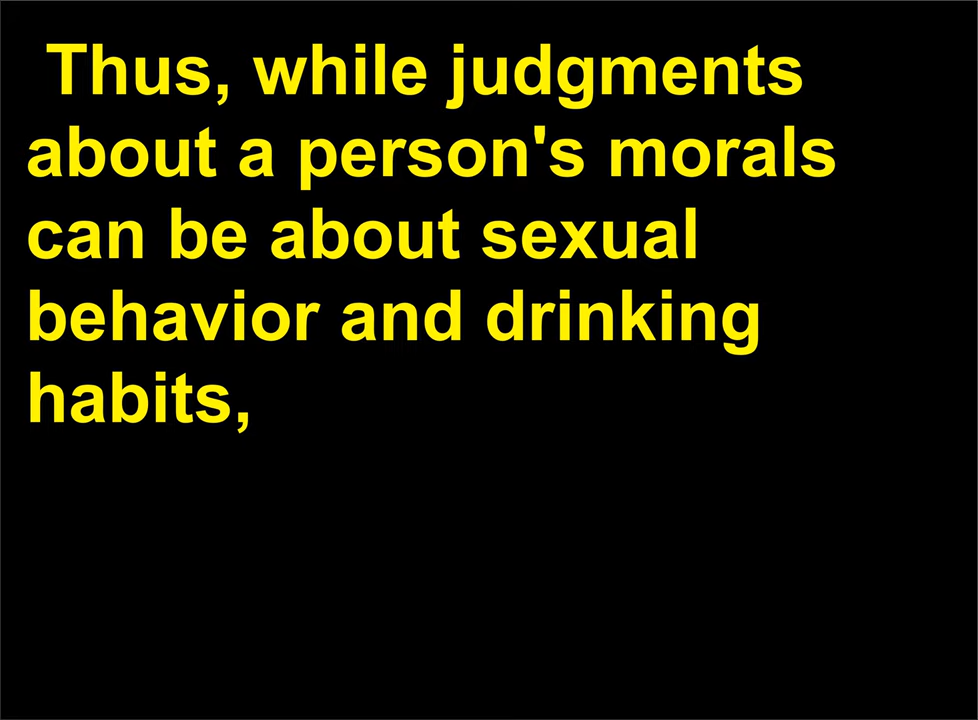 Thus, while judgments
about a person's morals
can be about sexual
behavior and drinking
habits,